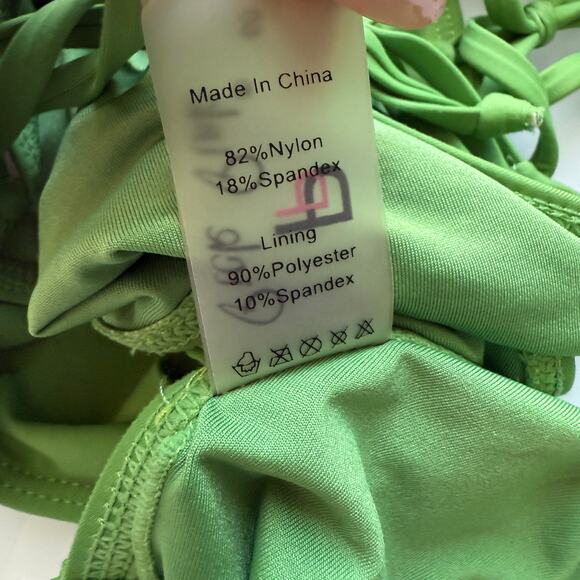 Made In China
82%Nylon
18%Spandex
Lining
90%Polyester
10%Spandex